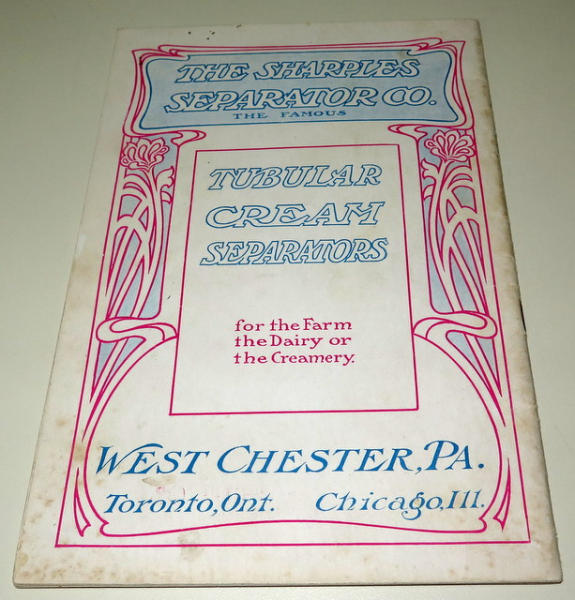 THE SHARPLES
SEPARATOR CO.
THE FAMOUS
TUBULAR
CREAM
SEPARATORS
for the Farm
the Dairy or
the Creamery.
WEST CHESTER, PA.
Toronto, Ont. Chicago, Ill.